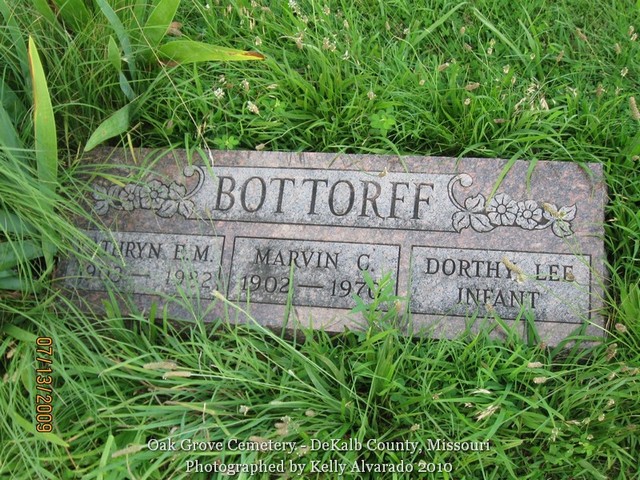 BOTTORFF
E. M.
1982
MARVIN G.
1902 —
DORTHY LEE
INFANT
07/13/2009
Oak Grove Cemetery - DeKalb County, Missouri
Photographed by Kelly Alvarado 2010